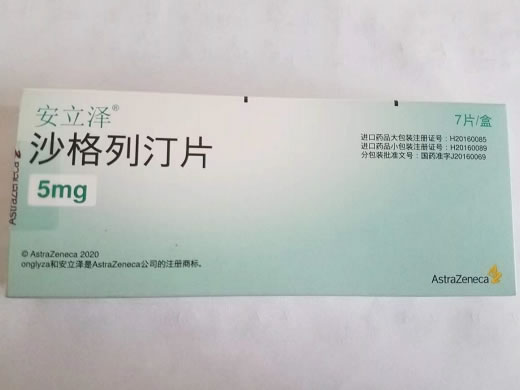 安立泽®
7片/盒
沙格列汀片
进口药品大包装注册证号：H20160085
进口药品小包装注册证号：H20160089
分包装批准文号：国药准字J20160069
5mg
AstraZeneca
© AstraZeneca 2020
onglyza和安立泽是AstraZeneca公司的注册商标。
AstraZeneca